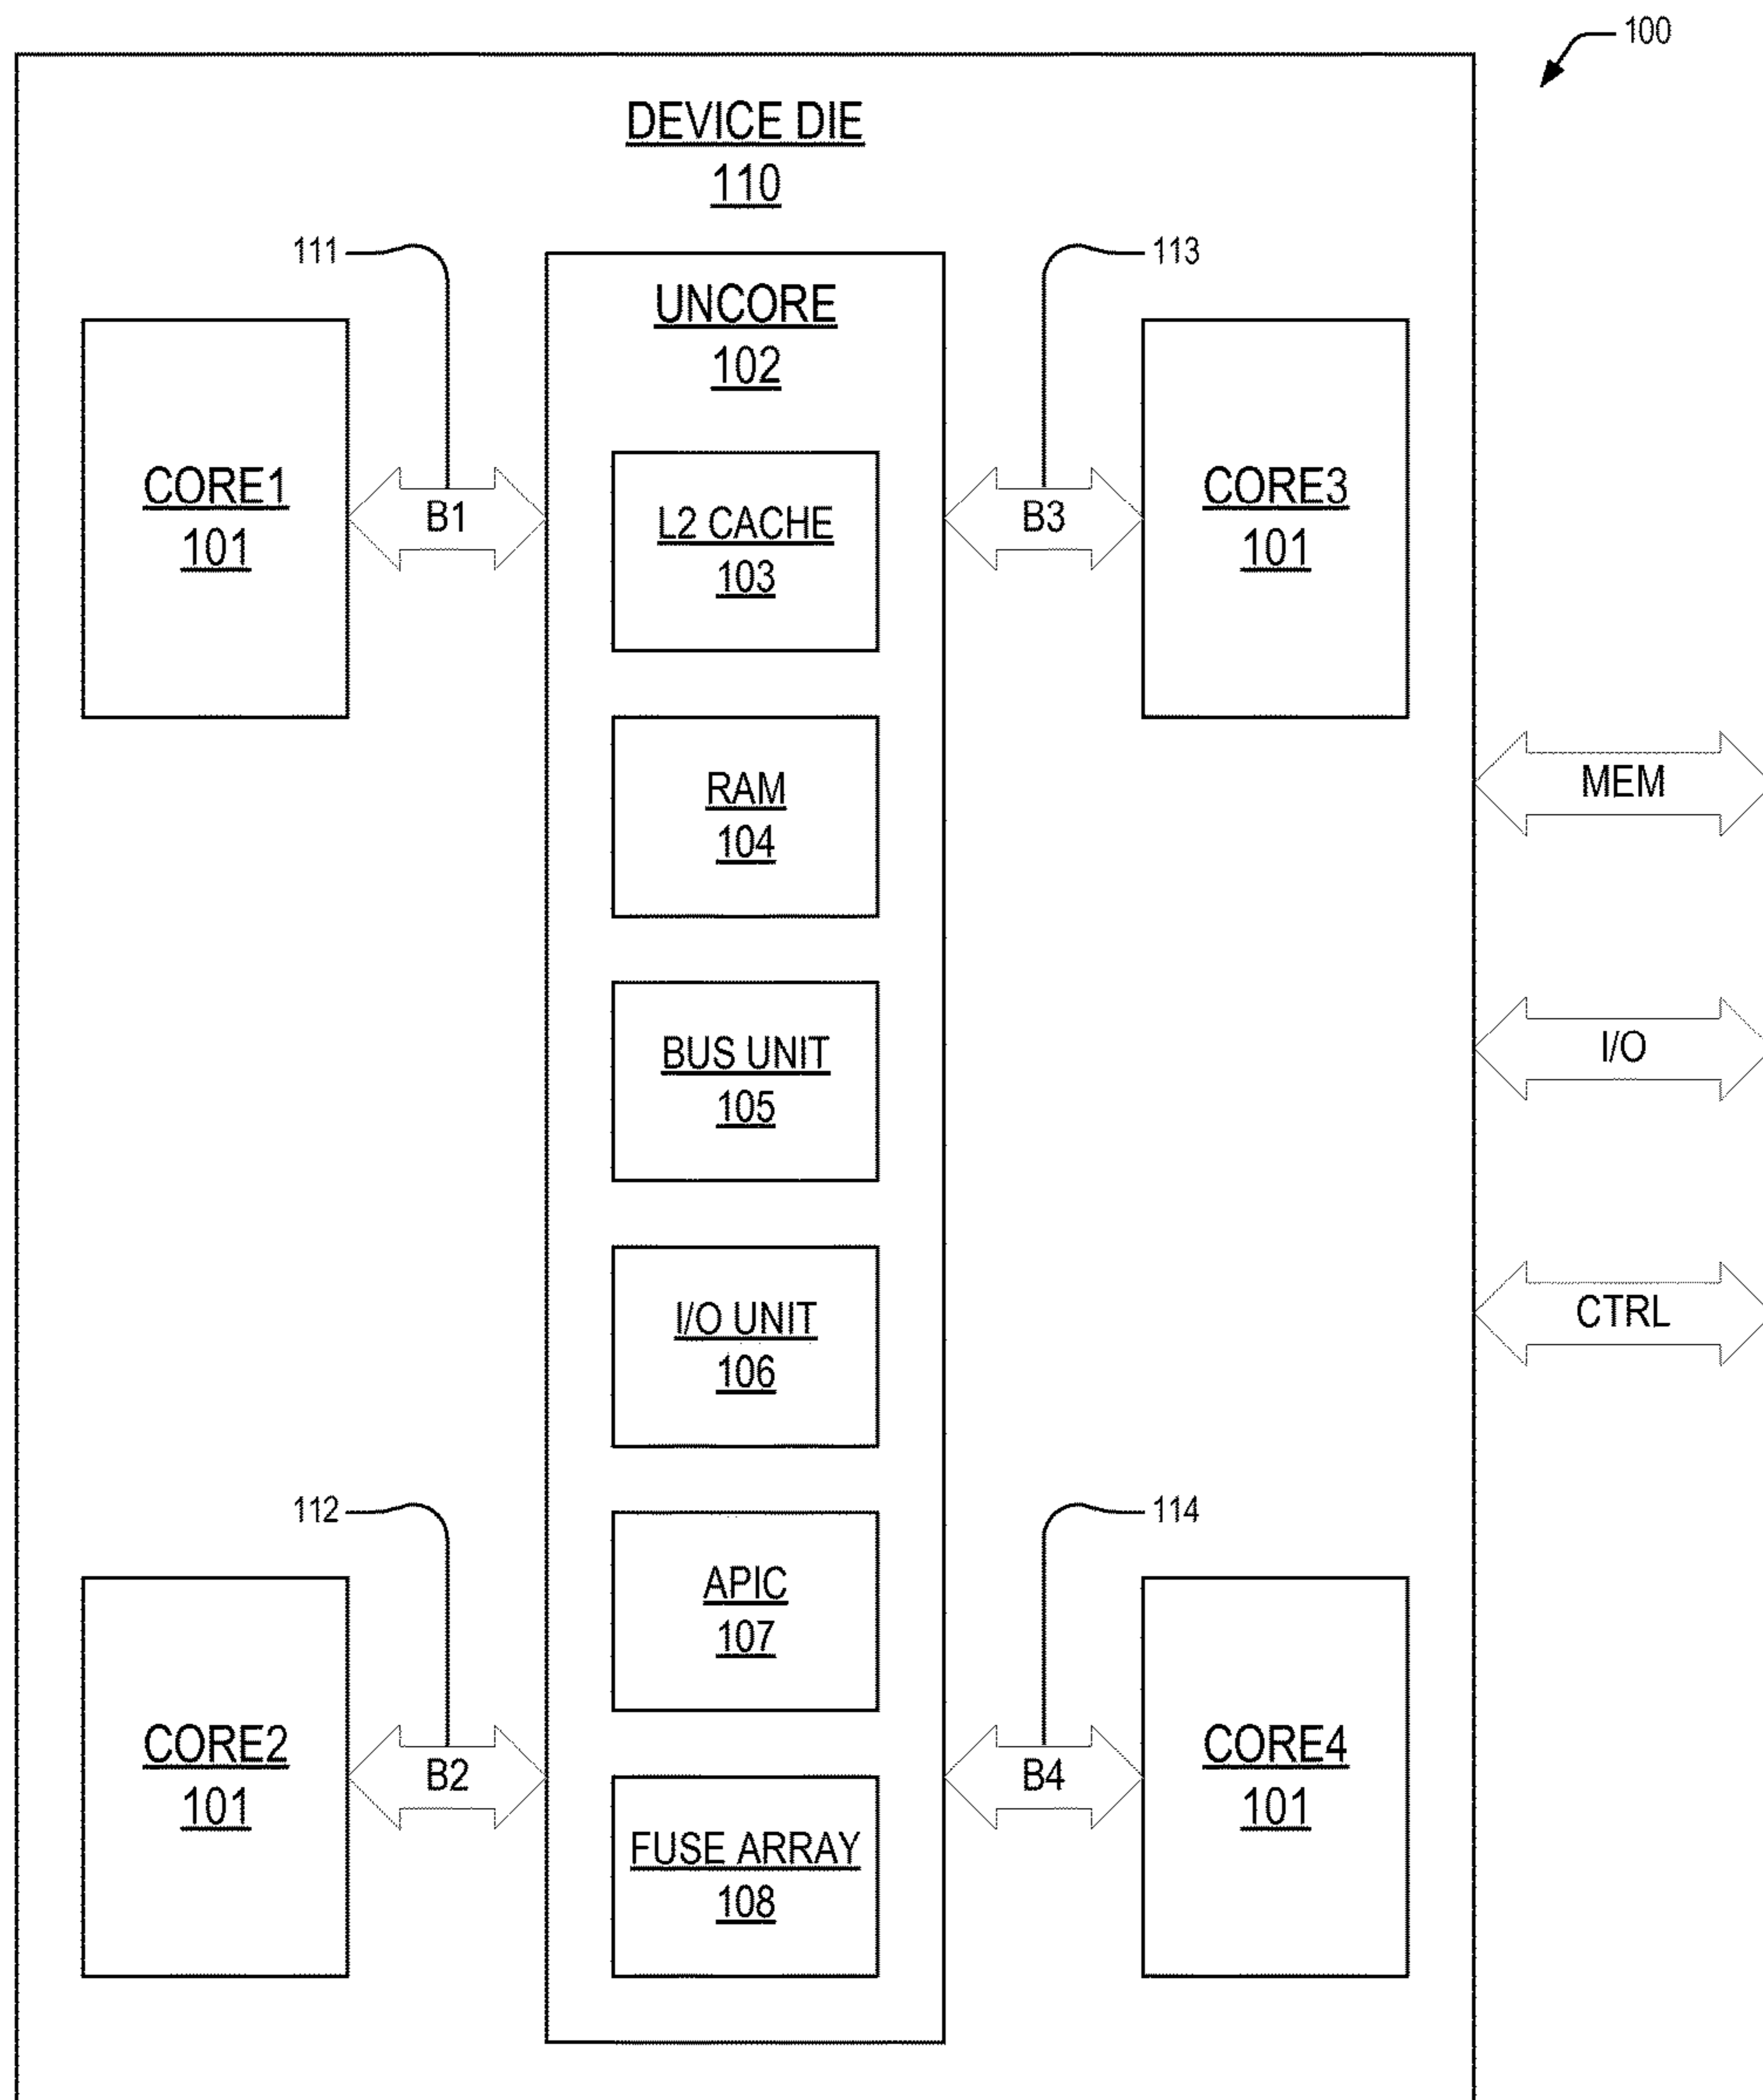 100
DEVICE DIE
110
111
113
UNCORE
102
CORE1
101
B1
L2 CACHE
103
B3
CORE3
101
RAM
104
MEM
BUS UNIT
105
I/O
I/O UNIT
106
CTRL
112
114
APIC
107
CORE2
101
B2
FUSE ARRAY
108
B4
CORE4
101